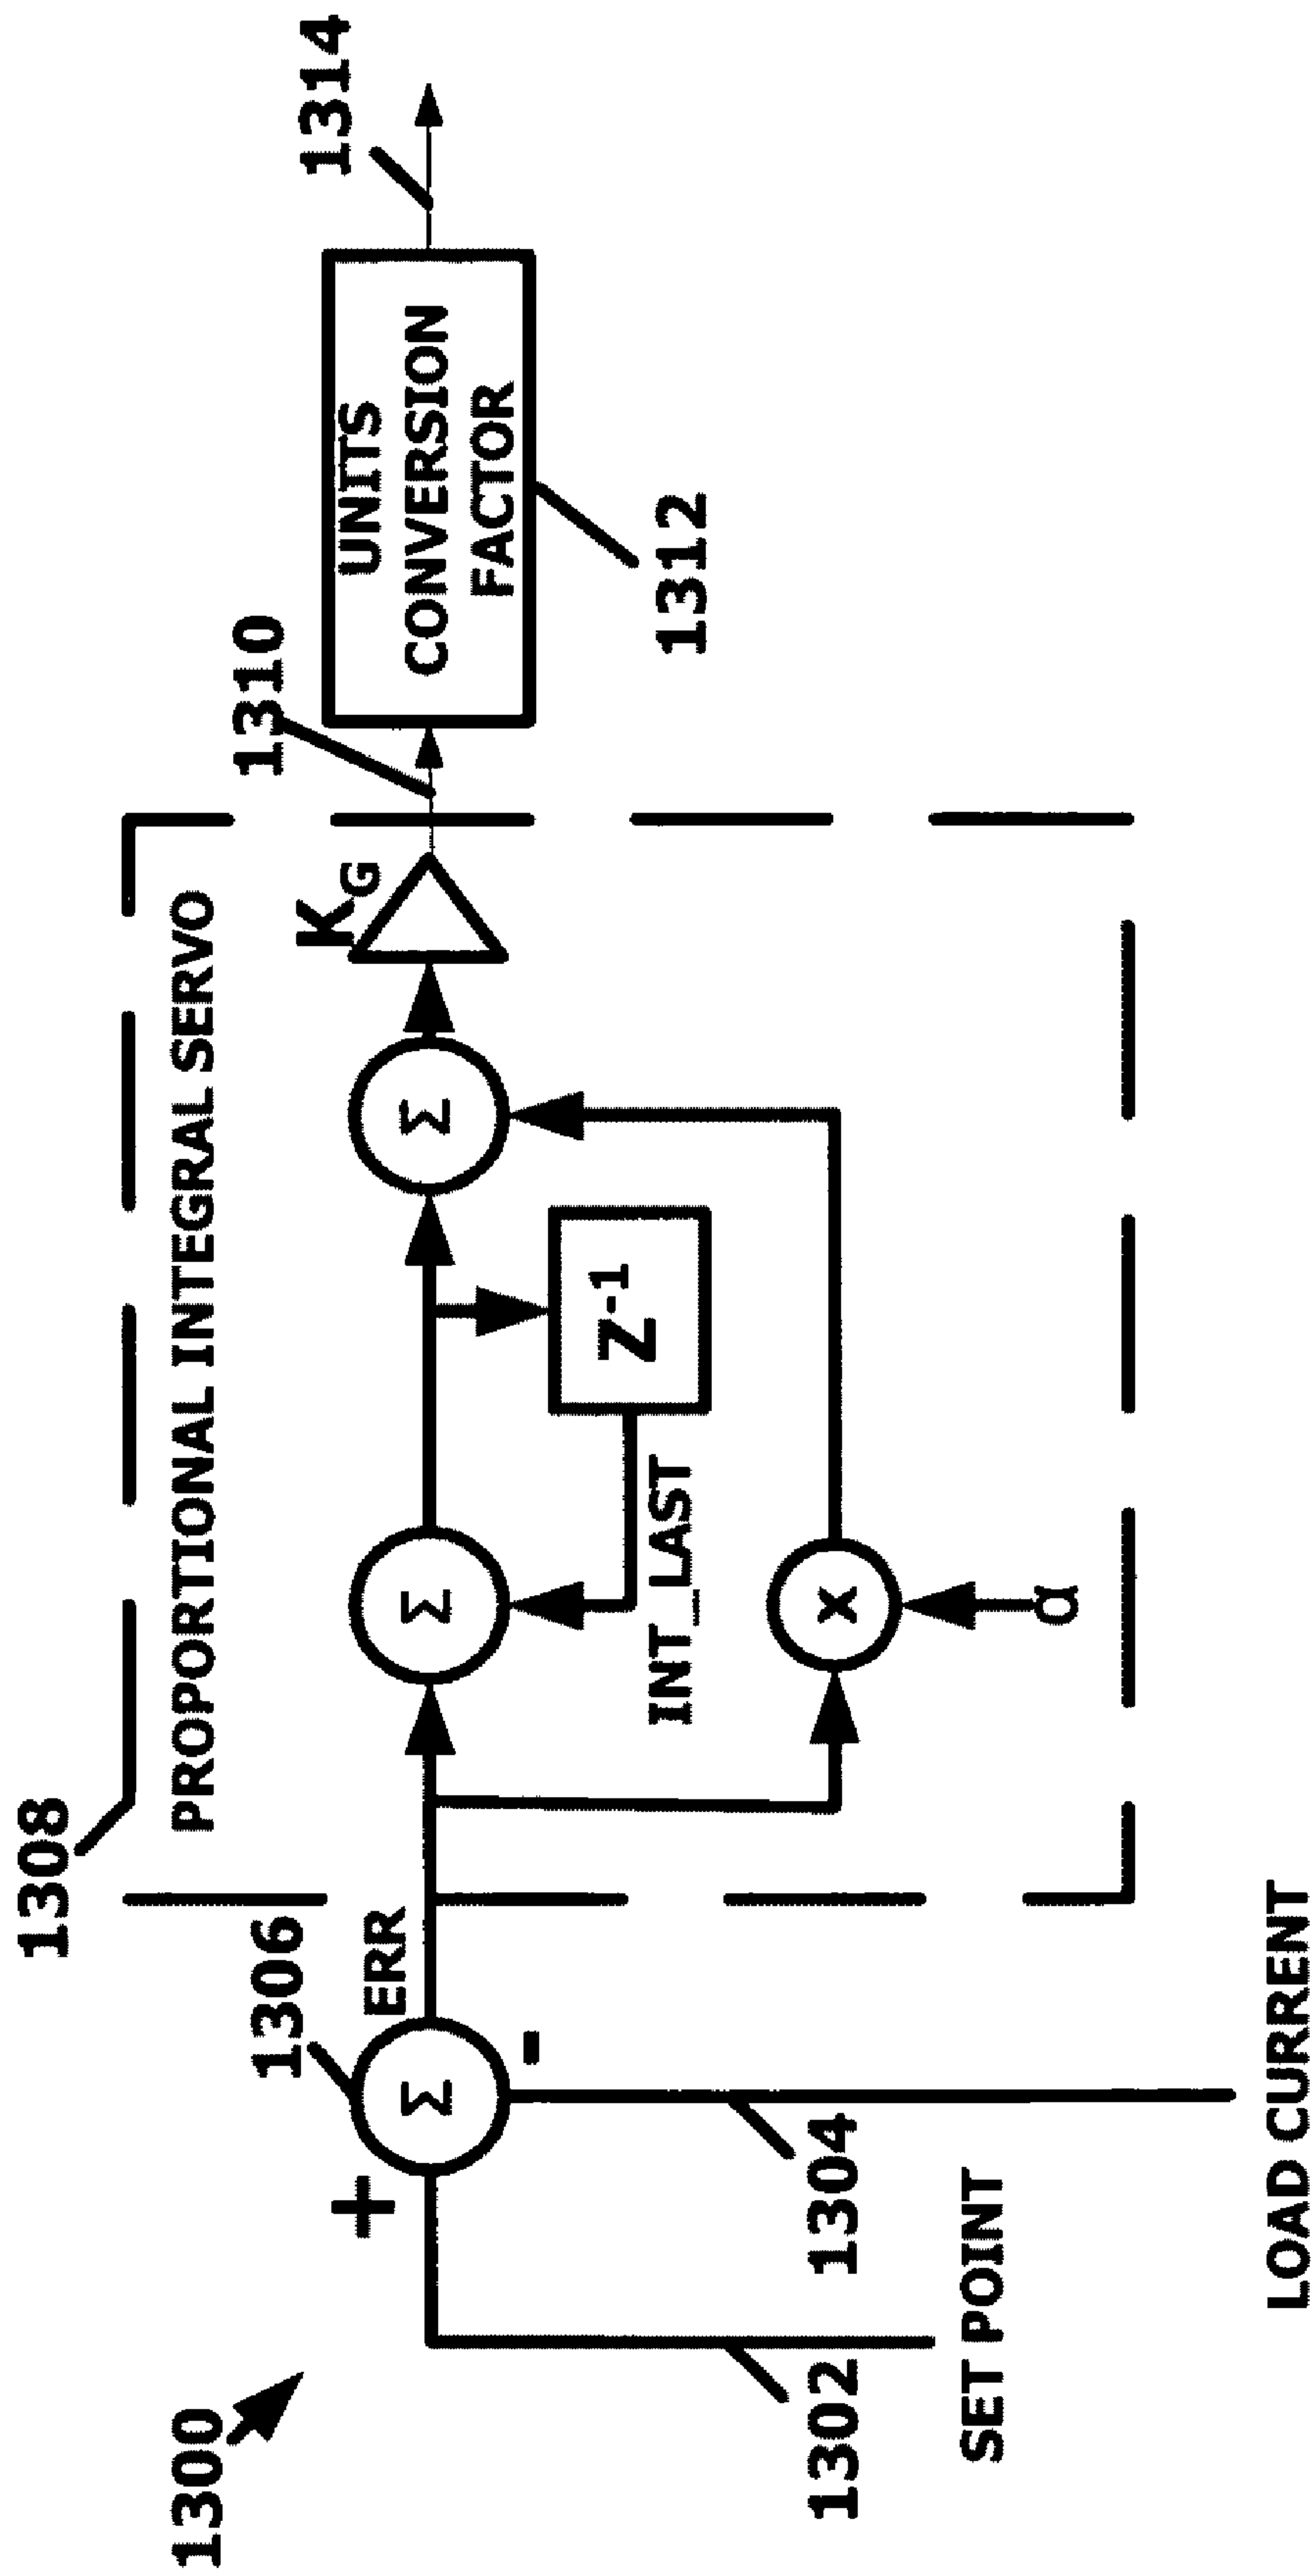 1300
1308
PROPORTIONAL INTEGRAL SERVO
1306
ERR
+
-
Σ
Σ
Σ
K_G
1310
1314
UNITS
CONVERSION
FACTOR
1312
Z⁻¹
INT_LAST
X
α
1302
1304
SET POINT
LOAD CURRENT